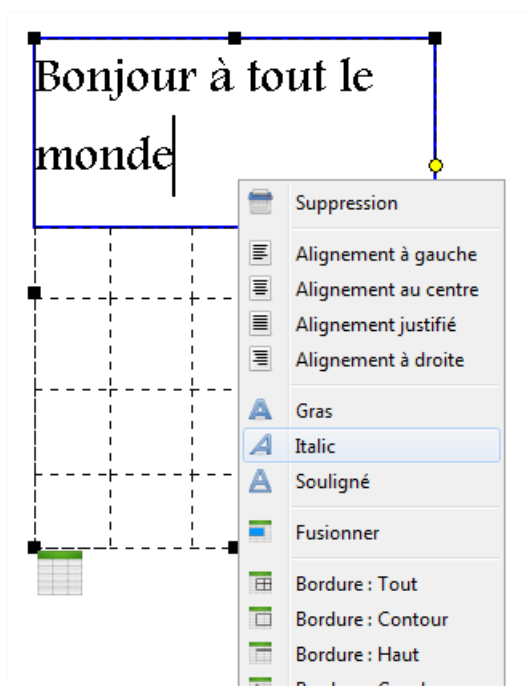 Bonjour à tout le
monde
Suppression
Alignement à gauche
Alignement au centre
Alignement justifié
Alignement à droite
Gras
Italic
Souligné
Fusionner
Bordure : Tout
Bordure : Contour
Bordure : Haut